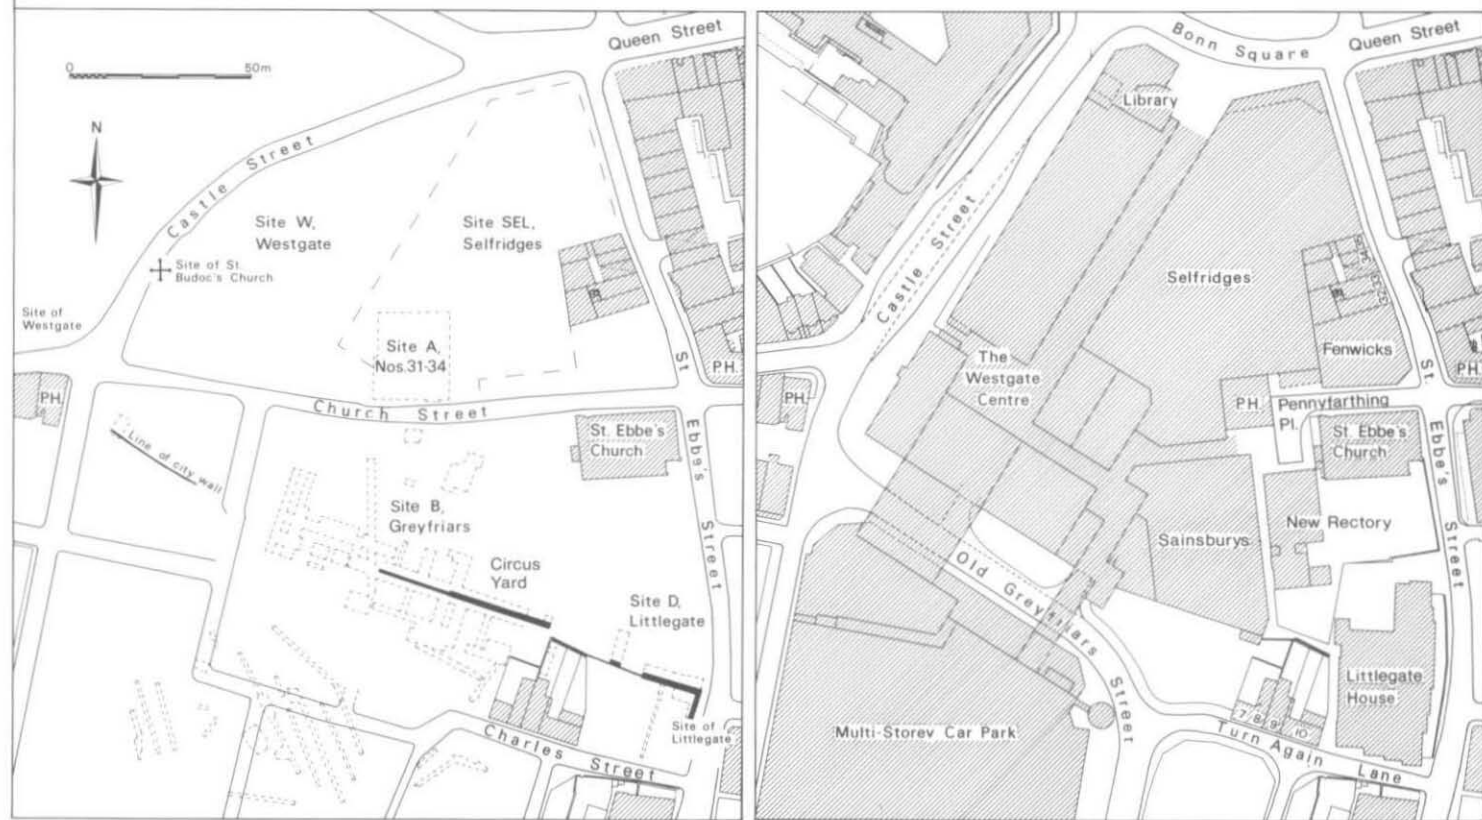 Queen Street
0 50m
N
Castle Street
Site W,
Westgate
Site SEL,
Selfridges
Site of St.
Budoc's Church
Site of
Westgate
Site A,
Nos.31-34
St
P.H.
PH.
Church Street
Line of city wall
St. Ebbe's
Church
Ebbe's
Street
Site B,
Greyfriars
Circus
Yard
Site D,
Littlegate
Site of
Littlegate
Charles Street
Bonn Square
Queen Street
Library
Castle Street
Selfridges
32-33
The
Westgate
Centre
Fenwicks
St.
PH.
PH.
P.H.
Pennyfarthing
Pl.
St. Ebbe's
Church
Ebbe's
Street
New Rectory
Sainsburys
Old Greyfriars
Street
Littlegate
House
Multi-Storey Car Park
7 8 9 10
Turn Again
Lane